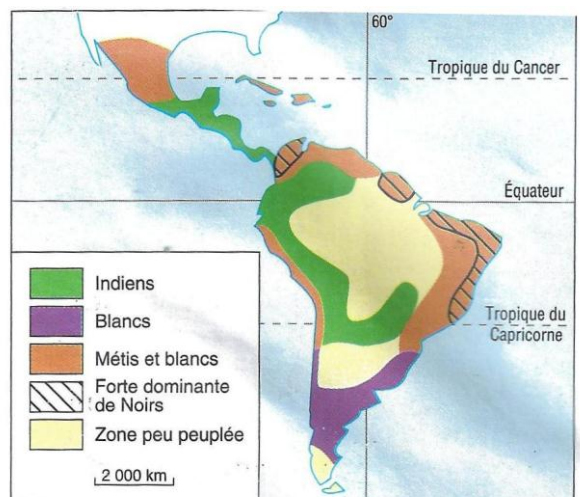 60°
Tropique du Cancer
Équateur
Tropique du
Capricorne
Indiens
Blancs
Métis et blancs
Forte dominante
de Noirs
Zone peu peuplée
2 000 km